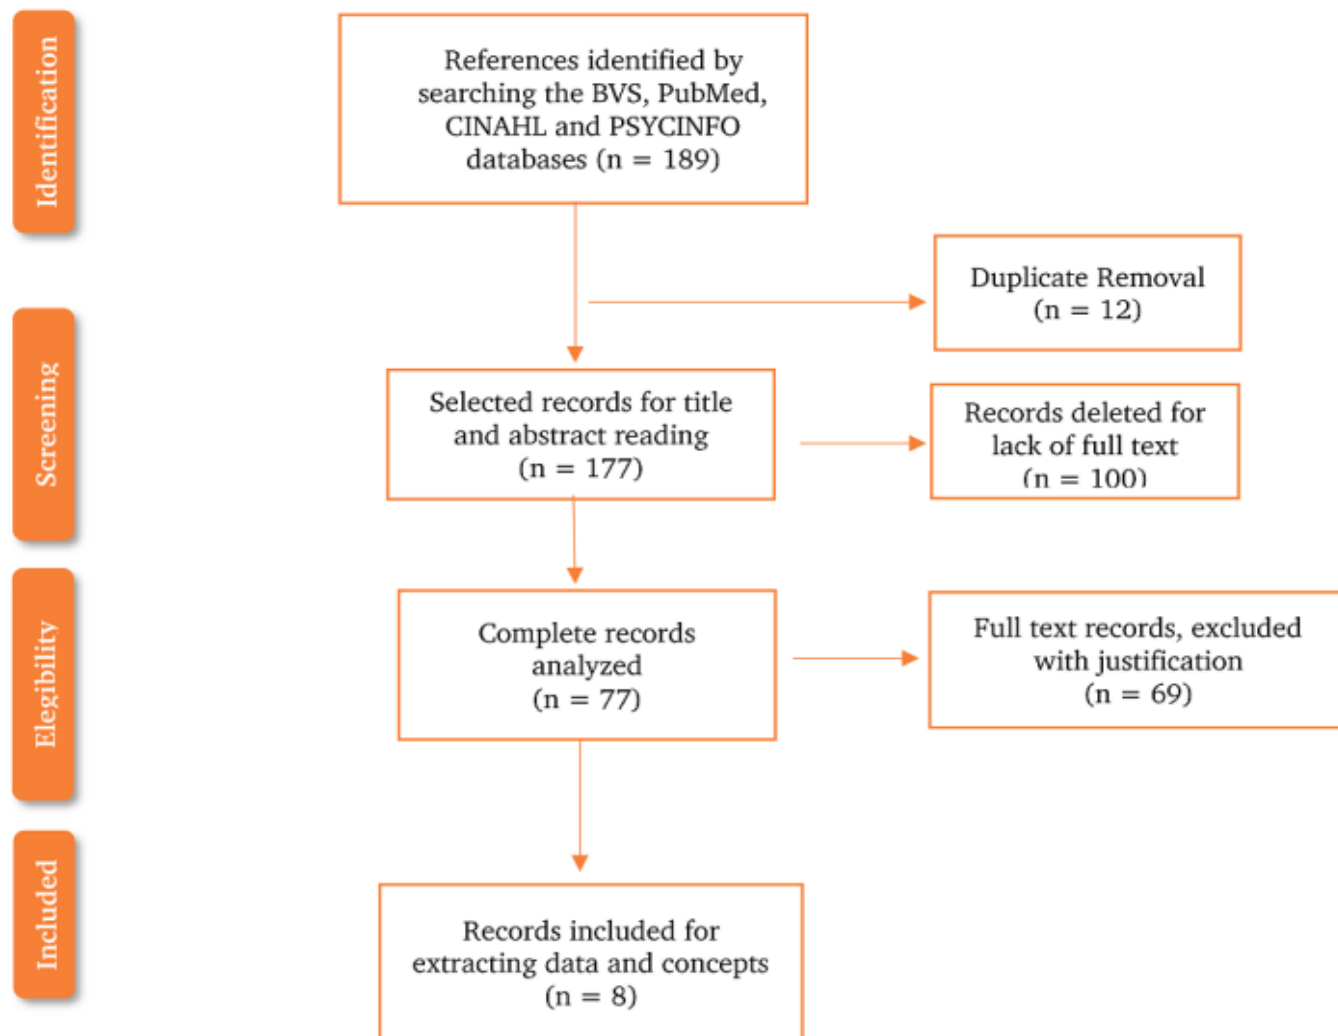 Identification
References identified by
searching the BVS, PubMed,
CINAHL and PSYCINFO
databases (n = 189)
Duplicate Removal
(n = 12)
Screening
Selected records for title
and abstract reading
(n = 177)
Records deleted for
lack of full text
(n = 100)
Elegibility
Complete records
analyzed
(n = 77)
Full text records, excluded
with justification
(n = 69)
Included
Records included for
extracting data and concepts
(n = 8)